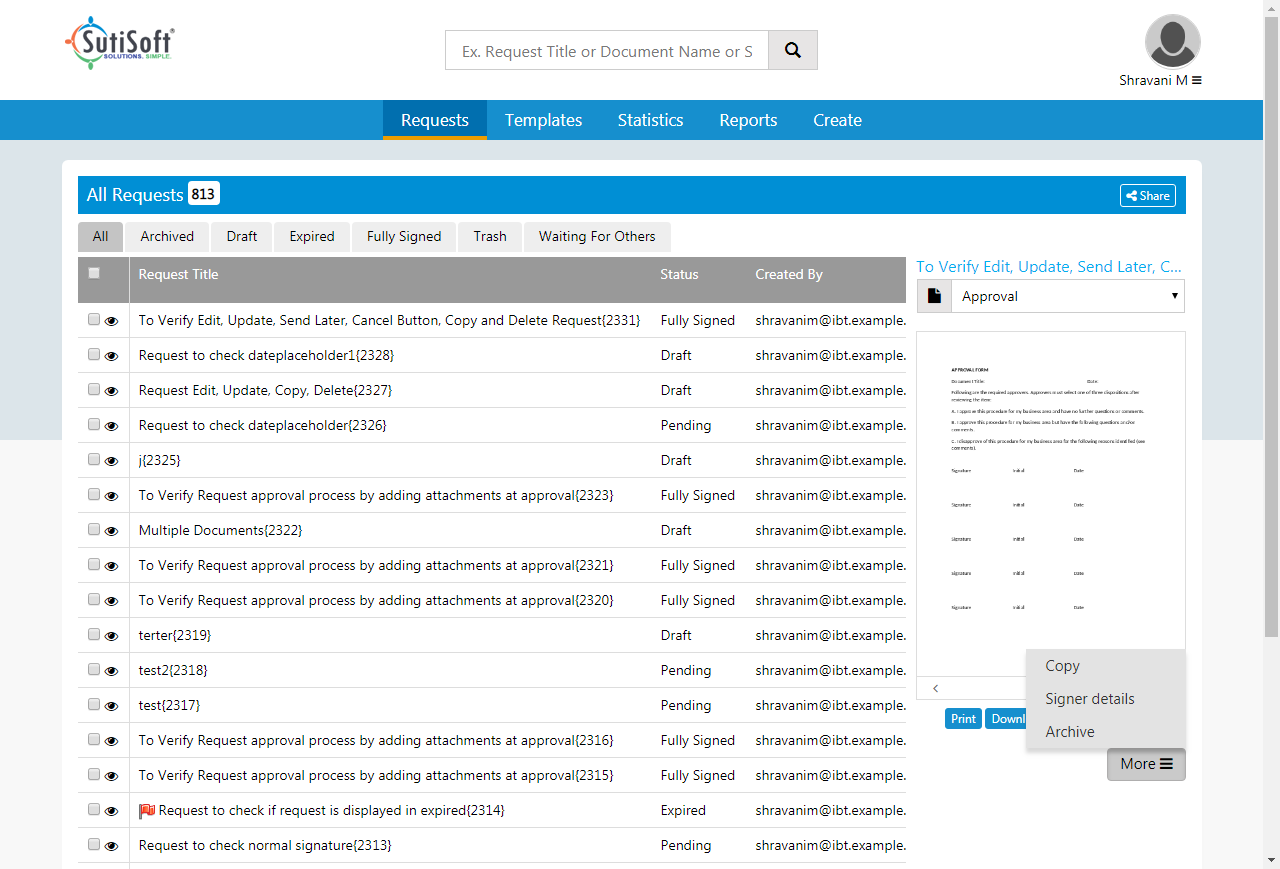 SutiSoft®
SOLUTIONS. SIMPLE.
Ex. Request Title or Document Name or S
Shravani M
Requests Templates Statistics Reports Create
All Requests 813
Share
All Archived Draft Expired Fully Signed Trash Waiting For Others
Request Title Status Created By
To Verify Edit, Update, Send Later, Cancel Button, Copy and Delete Request{2331} Fully Signed shravanim@ibt.example.
Request to check dateplaceholder1{2328} Draft shravanim@ibt.example.
Request Edit, Update, Copy, Delete{2327} Draft shravanim@ibt.example.
Request to check dateplaceholder{2326} Pending shravanim@ibt.example.
j{2325} Draft shravanim@ibt.example.
To Verify Request approval process by adding attachments at approval{2323} Fully Signed shravanim@ibt.example.
Multiple Documents{2322} Draft shravanim@ibt.example.
To Verify Request approval process by adding attachments at approval{2321} Fully Signed shravanim@ibt.example.
To Verify Request approval process by adding attachments at approval{2320} Fully Signed shravanim@ibt.example.
terter{2319} Draft shravanim@ibt.example.
test2{2318} Pending shravanim@ibt.example.
test{2317} Pending shravanim@ibt.example.
To Verify Request approval process by adding attachments at approval{2316} Fully Signed shravanim@ibt.example.
To Verify Request approval process by adding attachments at approval{2315} Fully Signed shravanim@ibt.example.
Request to check if request is displayed in expired{2314} Expired shravanim@ibt.example.
Request to check normal signature{2313} Pending shravanim@ibt.example.
To Verify Edit, Update, Send Later, C...
Approval
APPROVAL FORM
Document Title: Date:
Following are the required approvers. Approvers must select one of three dispositions after
reviewing the item:
A. I approve this procedure for my business area and have no further questions or comments.
B. I approve this procedure for my business area but have the following questions and/or
comments.
C. I disapprove of this procedure for my business area for the following reasons identified (see
comments).
Signature Initial Date
Signature Initial Date
Signature Initial Date
Signature Initial Date
Signature Initial Date
Copy
Signer details
Archive
Print Downl
More